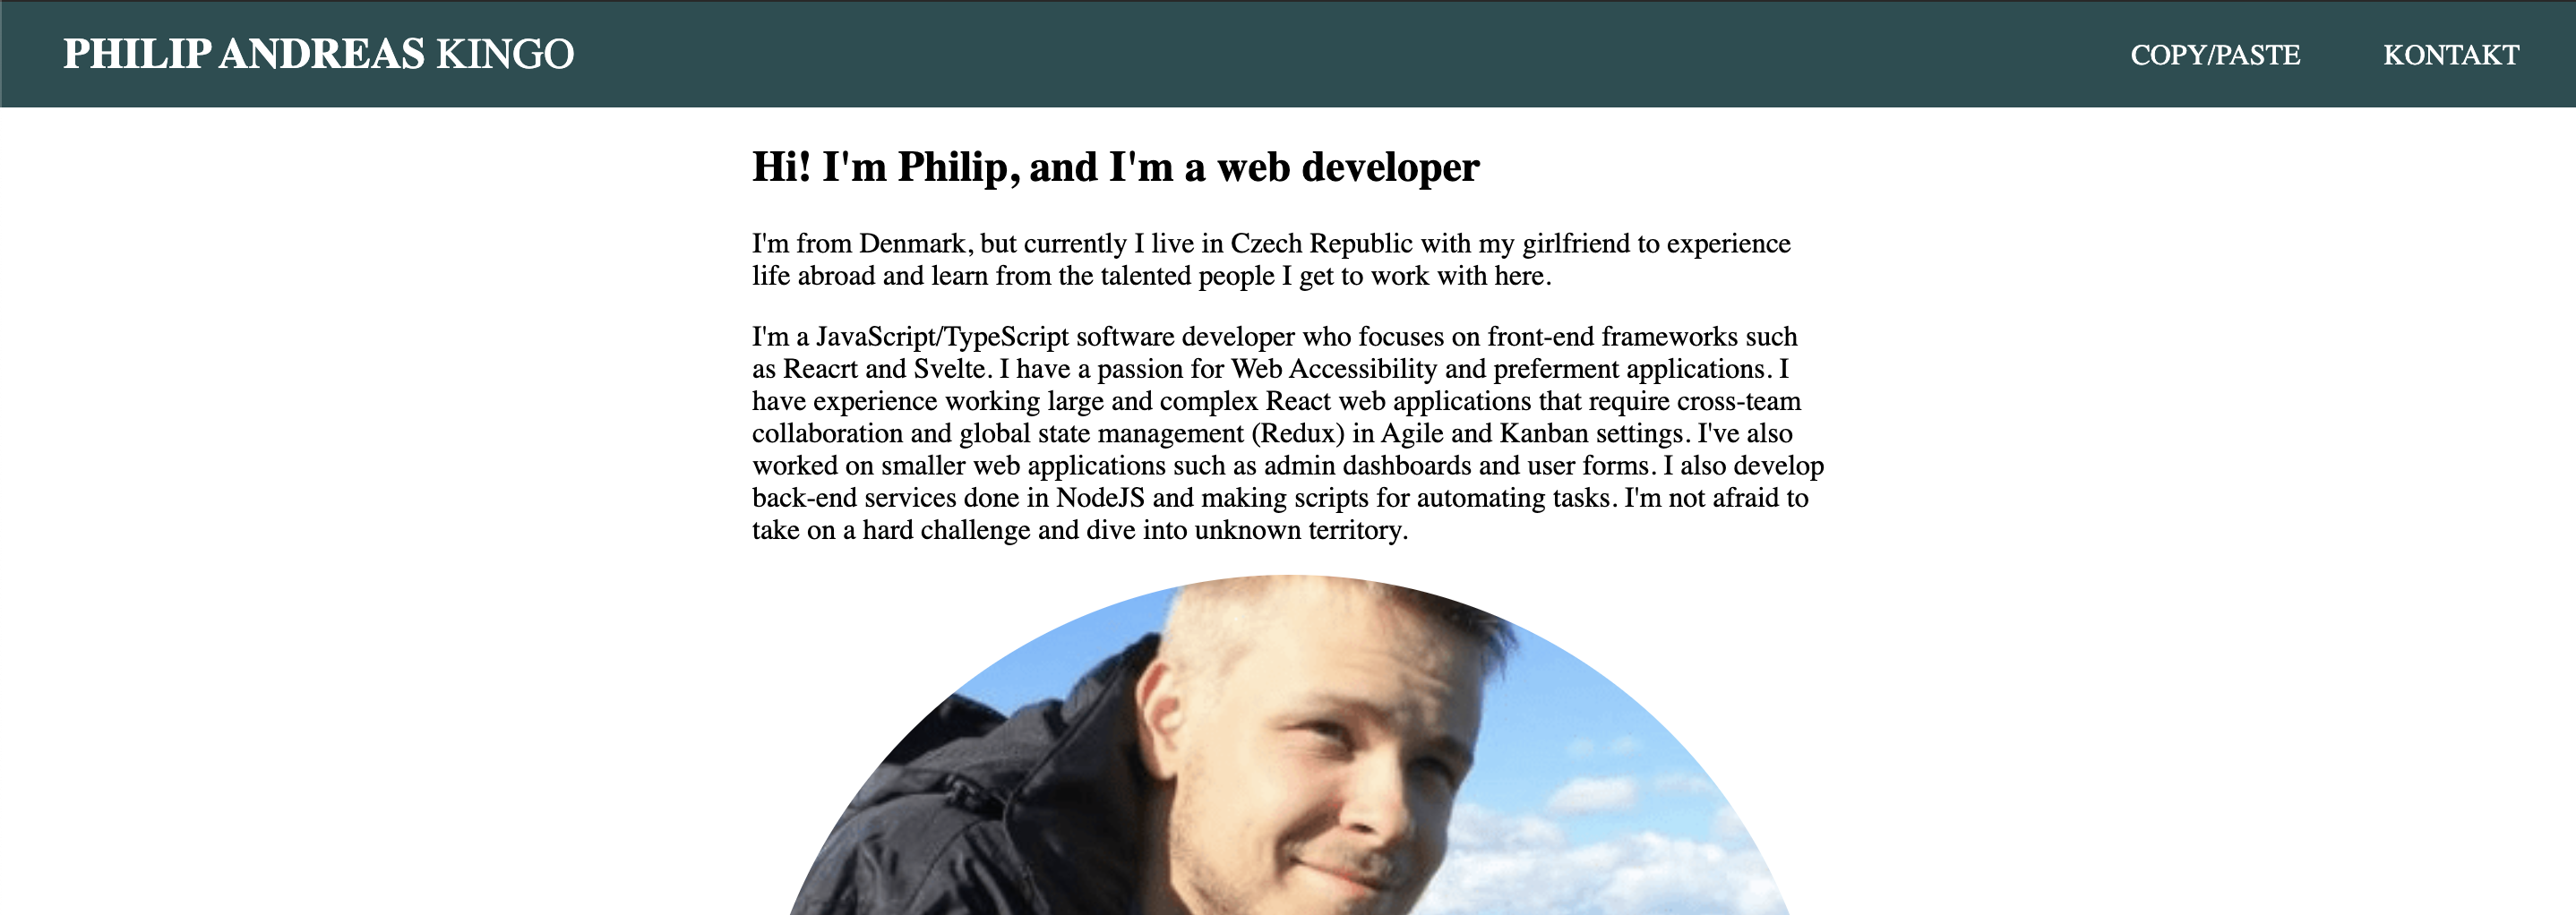 PHILIP ANDREAS KINGO
COPY/PASTE
KONTAKT
Hi! I'm Philip, and I'm a web developer
I'm from Denmark, but currently I live in Czech Republic with my girlfriend to experience
life abroad and learn from the talented people I get to work with here.
I'm a JavaScript/TypeScript software developer who focuses on front-end frameworks such
as Reacrt and Svelte. I have a passion for Web Accessibility and preferment applications. I
have experience working large and complex React web applications that require cross-team
collaboration and global state management (Redux) in Agile and Kanban settings. I've also
worked on smaller web applications such as admin dashboards and user forms. I also develop
back-end services done in NodeJS and making scripts for automating tasks. I'm not afraid to
take on a hard challenge and dive into unknown territory.